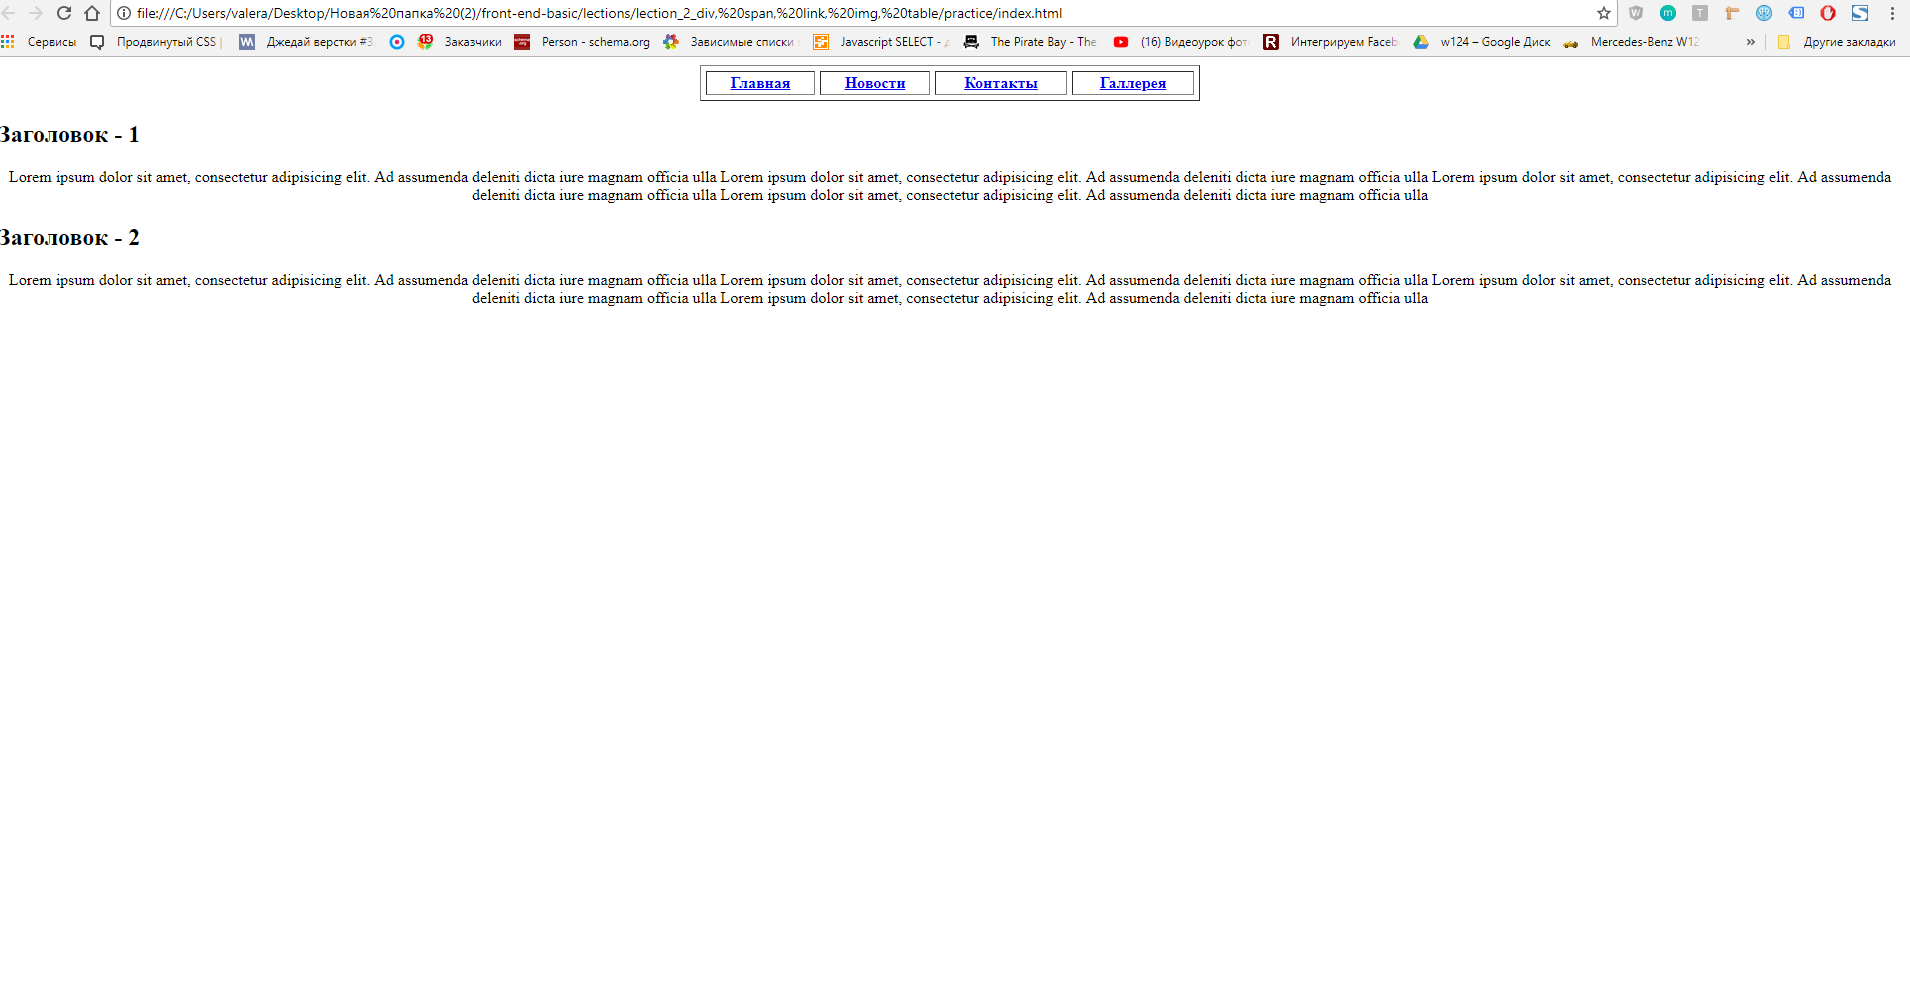 file:///C:/Users/valera/Desktop/Новая%20папка%20(2)/front-end-basic/lections/lection_2_div,%20span,%20link,%20img,%20table/practice/index.html
W m T
Сервисы Продвинутый CSS Джедай верстки #3 13 Заказчики schema.org Person - schema.org Зависимые списки Javascript SELECT - The Pirate Bay - The (16) Видеоурок фот R Интегрируем Faceb w124 – Google Диск Mercedes-Benz W12 » Другие закладки
Главная Новости Контакты Галлерея
Заголовок - 1
Lorem ipsum dolor sit amet, consectetur adipisicing elit. Ad assumenda deleniti dicta iure magnam officia ulla Lorem ipsum dolor sit amet, consectetur adipisicing elit. Ad assumenda deleniti dicta iure magnam officia ulla Lorem ipsum dolor sit amet, consectetur adipisicing elit. Ad assumenda
deleniti dicta iure magnam officia ulla Lorem ipsum dolor sit amet, consectetur adipisicing elit. Ad assumenda deleniti dicta iure magnam officia ulla
Заголовок - 2
Lorem ipsum dolor sit amet, consectetur adipisicing elit. Ad assumenda deleniti dicta iure magnam officia ulla Lorem ipsum dolor sit amet, consectetur adipisicing elit. Ad assumenda deleniti dicta iure magnam officia ulla Lorem ipsum dolor sit amet, consectetur adipisicing elit. Ad assumenda
deleniti dicta iure magnam officia ulla Lorem ipsum dolor sit amet, consectetur adipisicing elit. Ad assumenda deleniti dicta iure magnam officia ulla